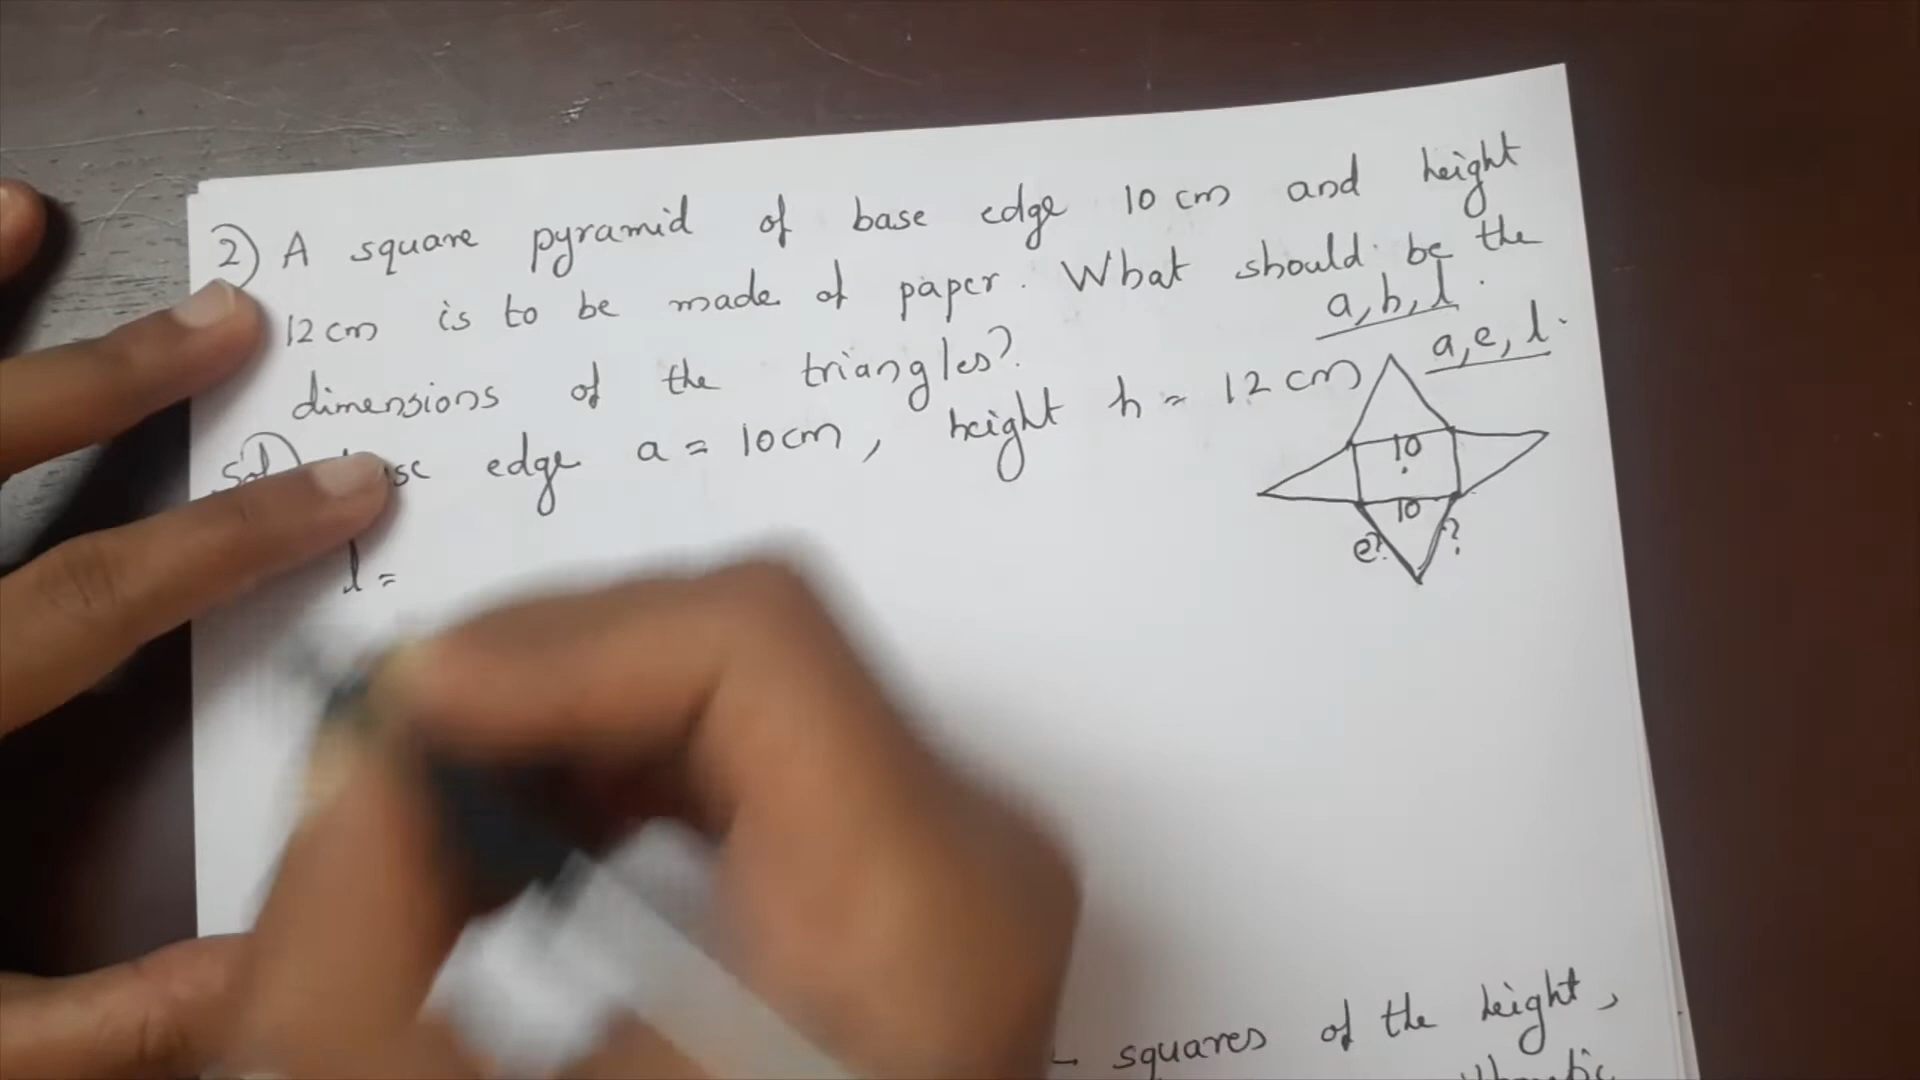 2) A square pyramid of base edge 10 cm and height
12 cm is to be made of paper. What should be the
dimensions of the triangles?
a, h, l.
a, e, l.
edge a = 10cm, height h = 12 cm
10
10
e?
?
l =
squares of the height,